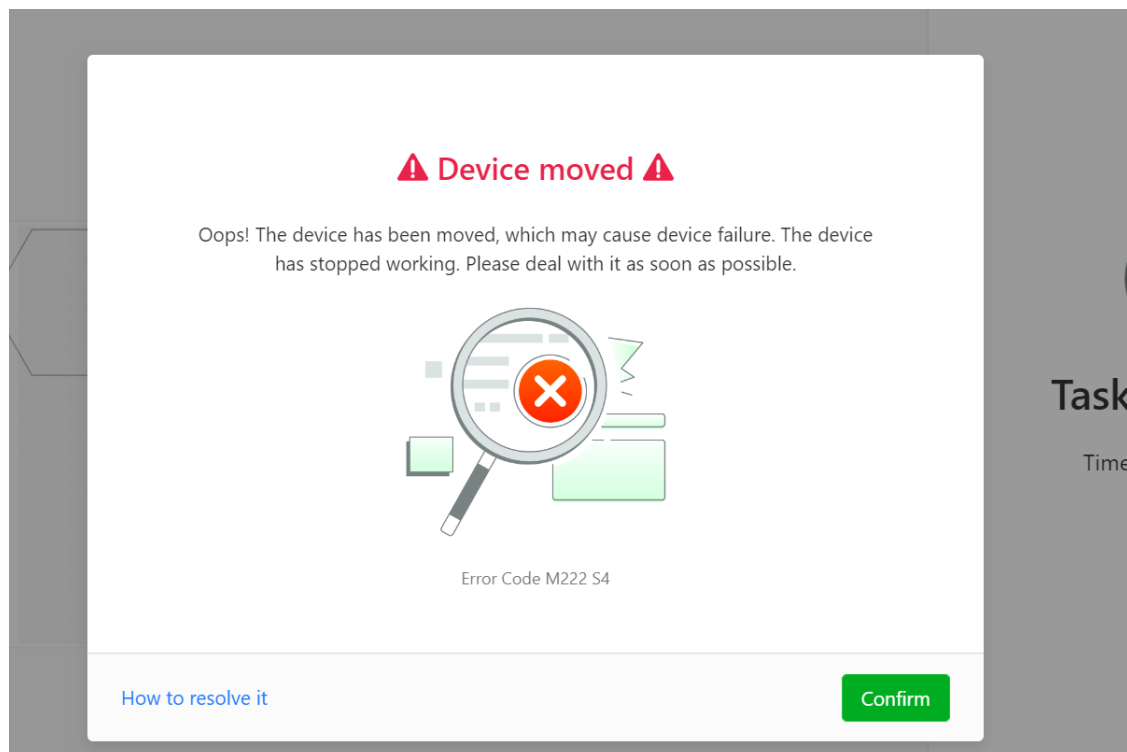 Device moved
Oops! The device has been moved, which may cause device failure. The device
has stopped working. Please deal with it as soon as possible.
Error Code M222 S4
How to resolve it
Confirm
Task
Time